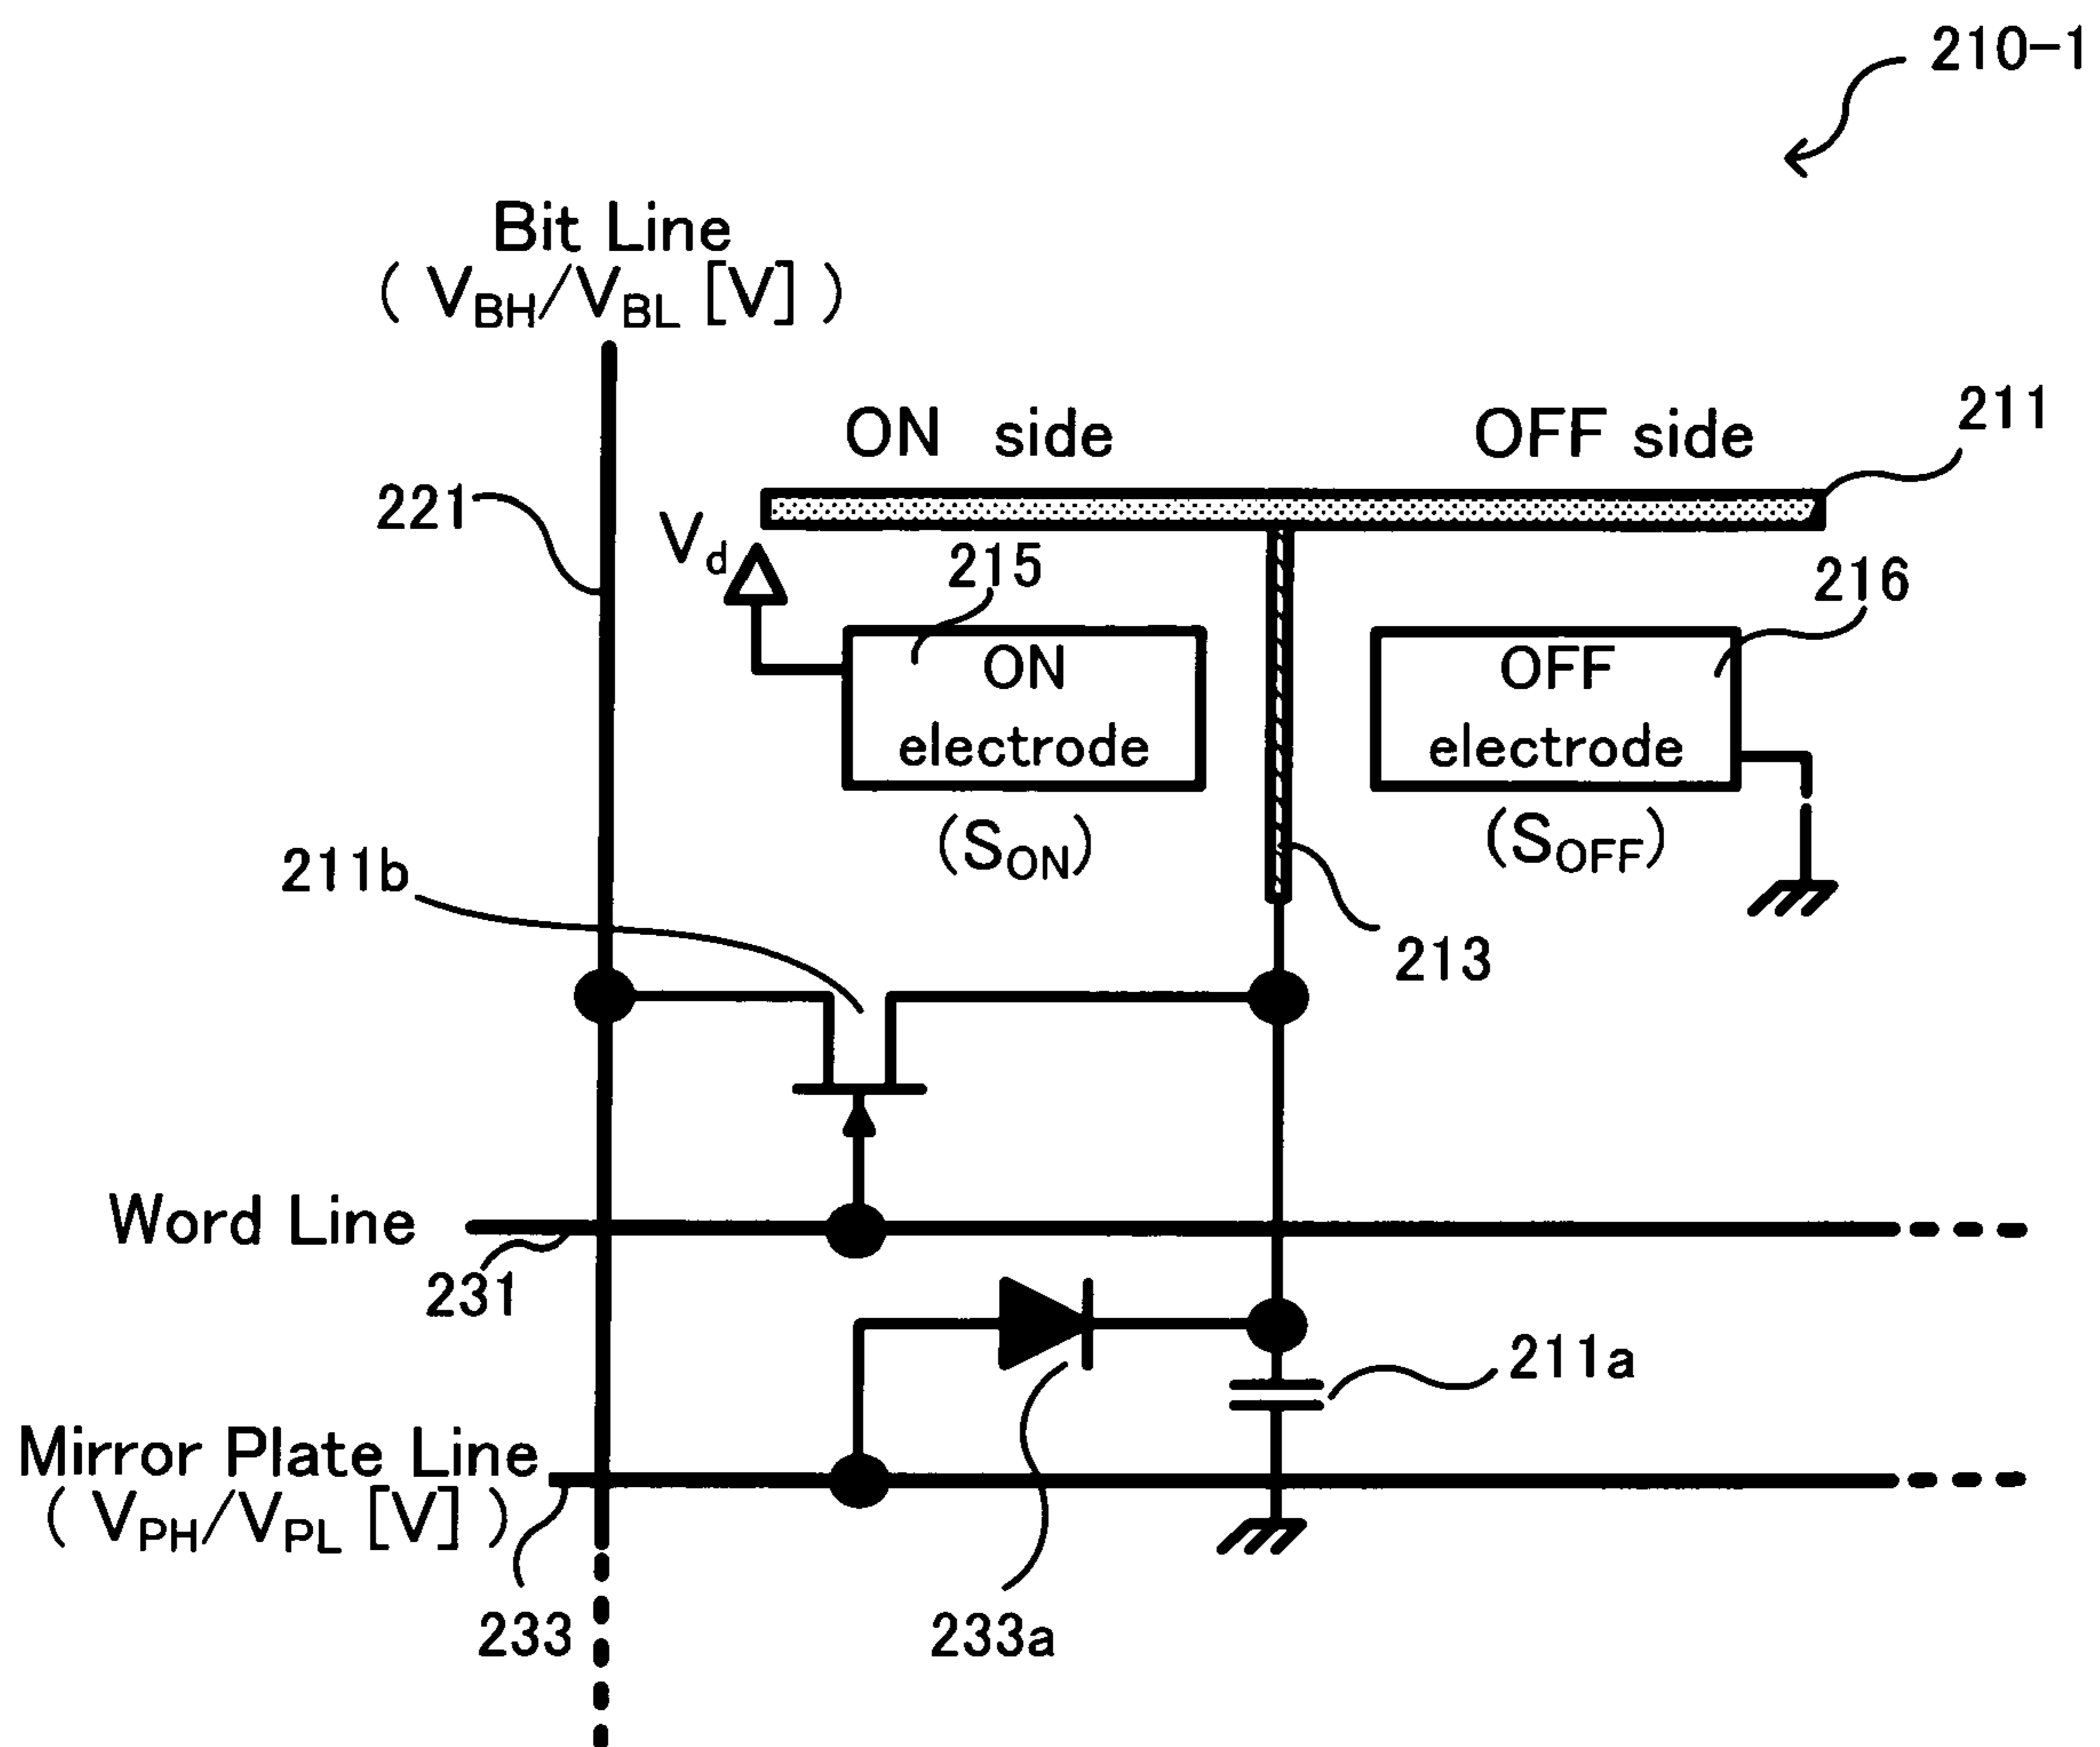 210-1
Bit Line
( VBH/VBL [V] )
ON side
OFF side
211
221
Vd
215
216
ON
electrode
OFF
electrode
(SON)
(SOFF)
211b
213
Word Line
231
211a
Mirror Plate Line
( VPH/VPL [V] )
233
233a